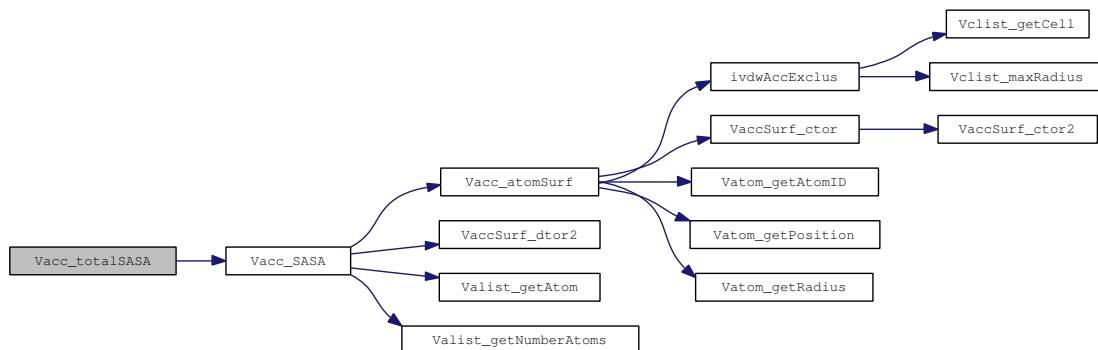 Vclist_getCell
ivdwAccExclus
Vclist_maxRadius
VaccSurf_ctor
VaccSurf_ctor2
Vacc_atomSurf
Vatom_getAtomID
Vatom_getPosition
VaccSurf_dtor2
Vacc_totalSASA
Vacc_SASA
Valist_getAtom
Vatom_getRadius
Valist_getNumberAtoms